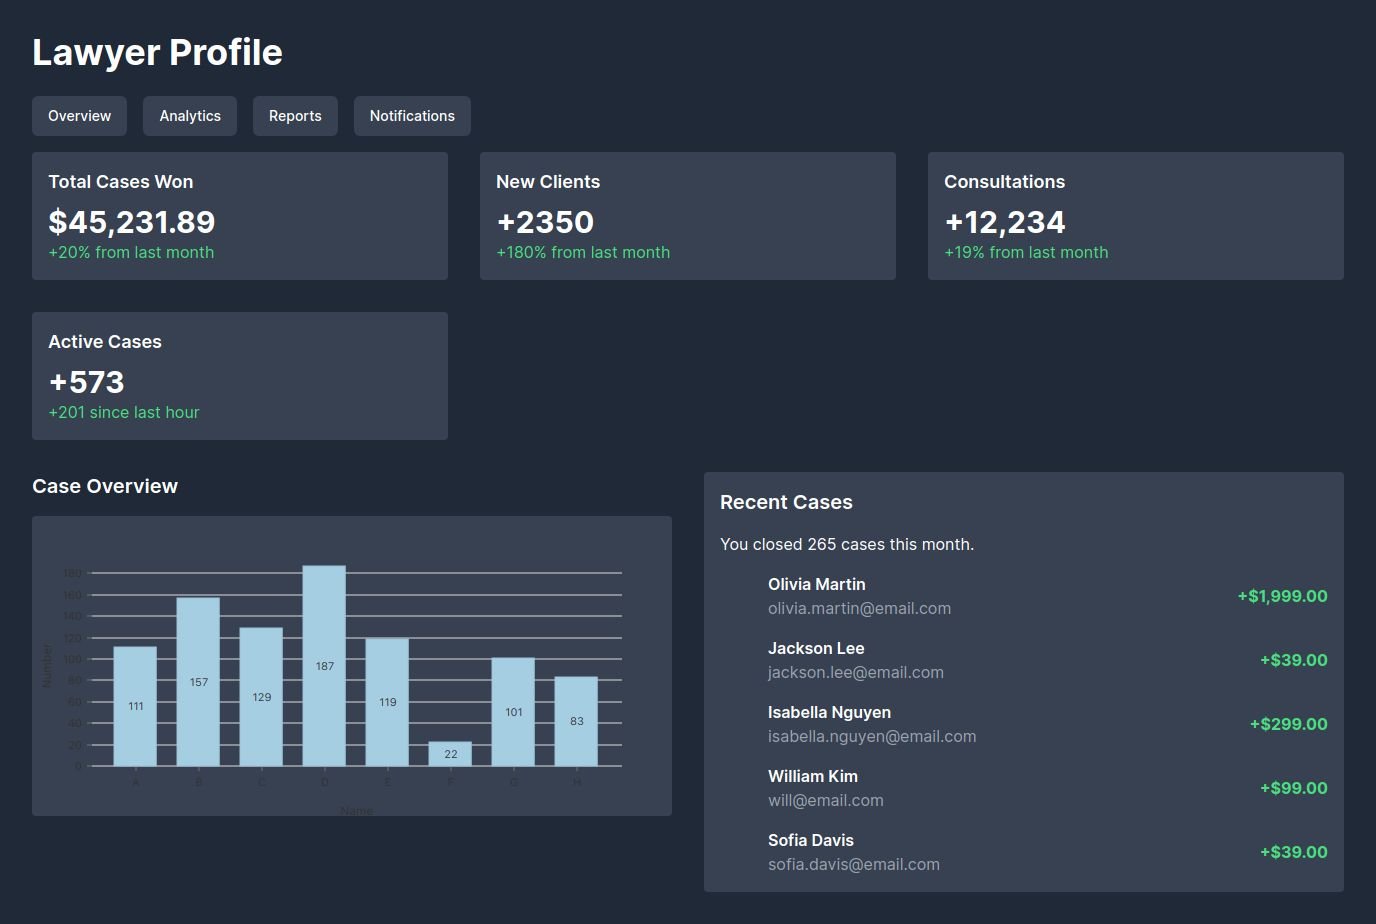 Lawyer Profile
Overview
Analytics
Reports
Notifications
Total Cases Won
$45,231.89
+20% from last month
New Clients
+2350
+180% from last month
Consultations
+12,234
+19% from last month
Active Cases
+573
+201 since last hour
Case Overview
Number
180
160
140
120
100
80
60
40
20
0
111
157
129
187
119
22
101
83
A
B
C
D
E
F
G
H
Name
Recent Cases
You closed 265 cases this month.
Olivia Martin
olivia.martin@email.com
+$1,999.00
Jackson Lee
jackson.lee@email.com
+$39.00
Isabella Nguyen
isabella.nguyen@email.com
+$299.00
William Kim
will@email.com
+$99.00
Sofia Davis
sofia.davis@email.com
+$39.00